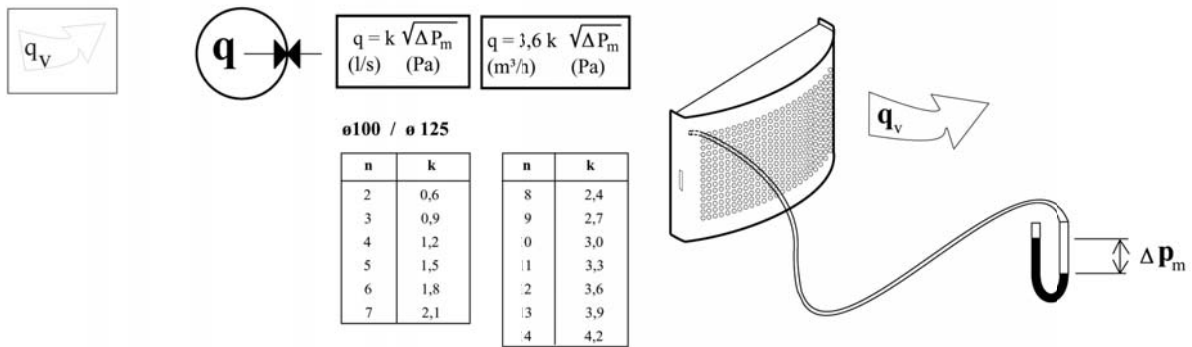 qv
q
q = k √ΔPm
(l/s) (Pa)
q = 3,6 k √ΔPm
(m³/h) (Pa)
ø100 / ø 125
n k
2 0,6
3 0,9
4 1,2
5 1,5
6 1,8
7 2,1
n k
8 2,4
9 2,7
10 3,0
11 3,3
12 3,6
13 3,9
14 4,2
qv
Δ pm